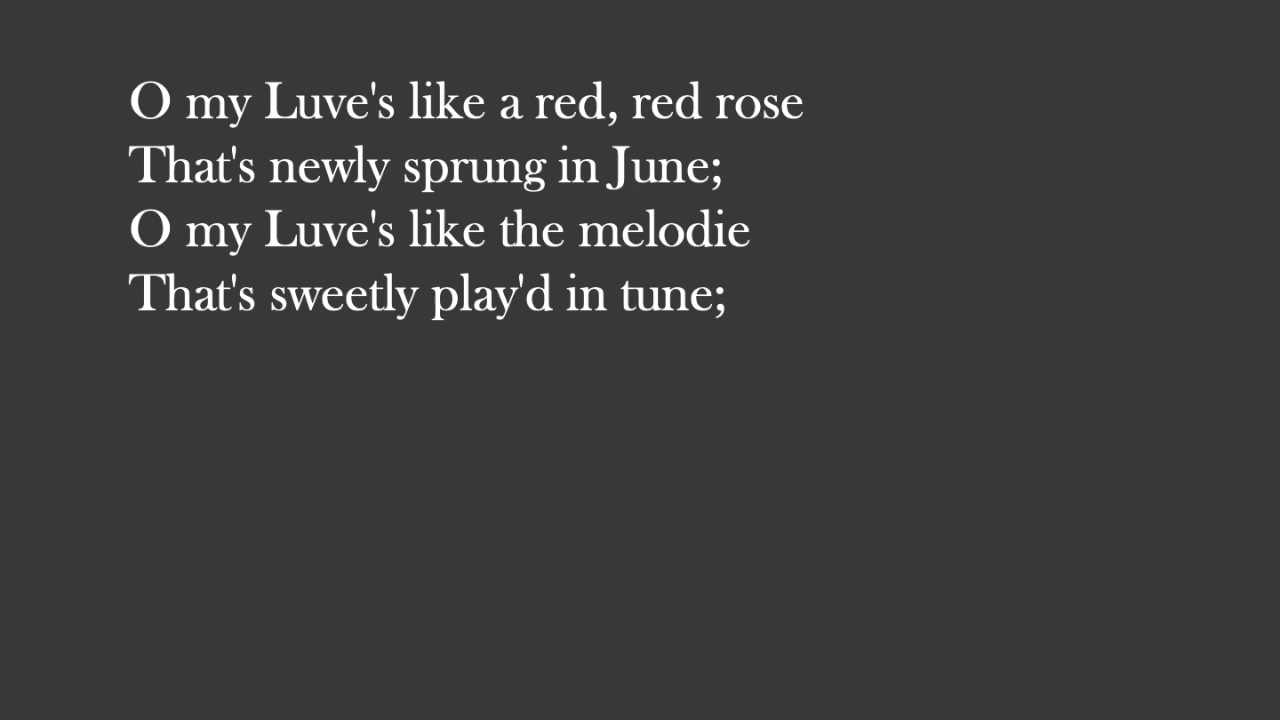 O my Luve's like a red, red rose
That's newly sprung in June;
O my Luve's like the melodie
That's sweetly play'd in tune;